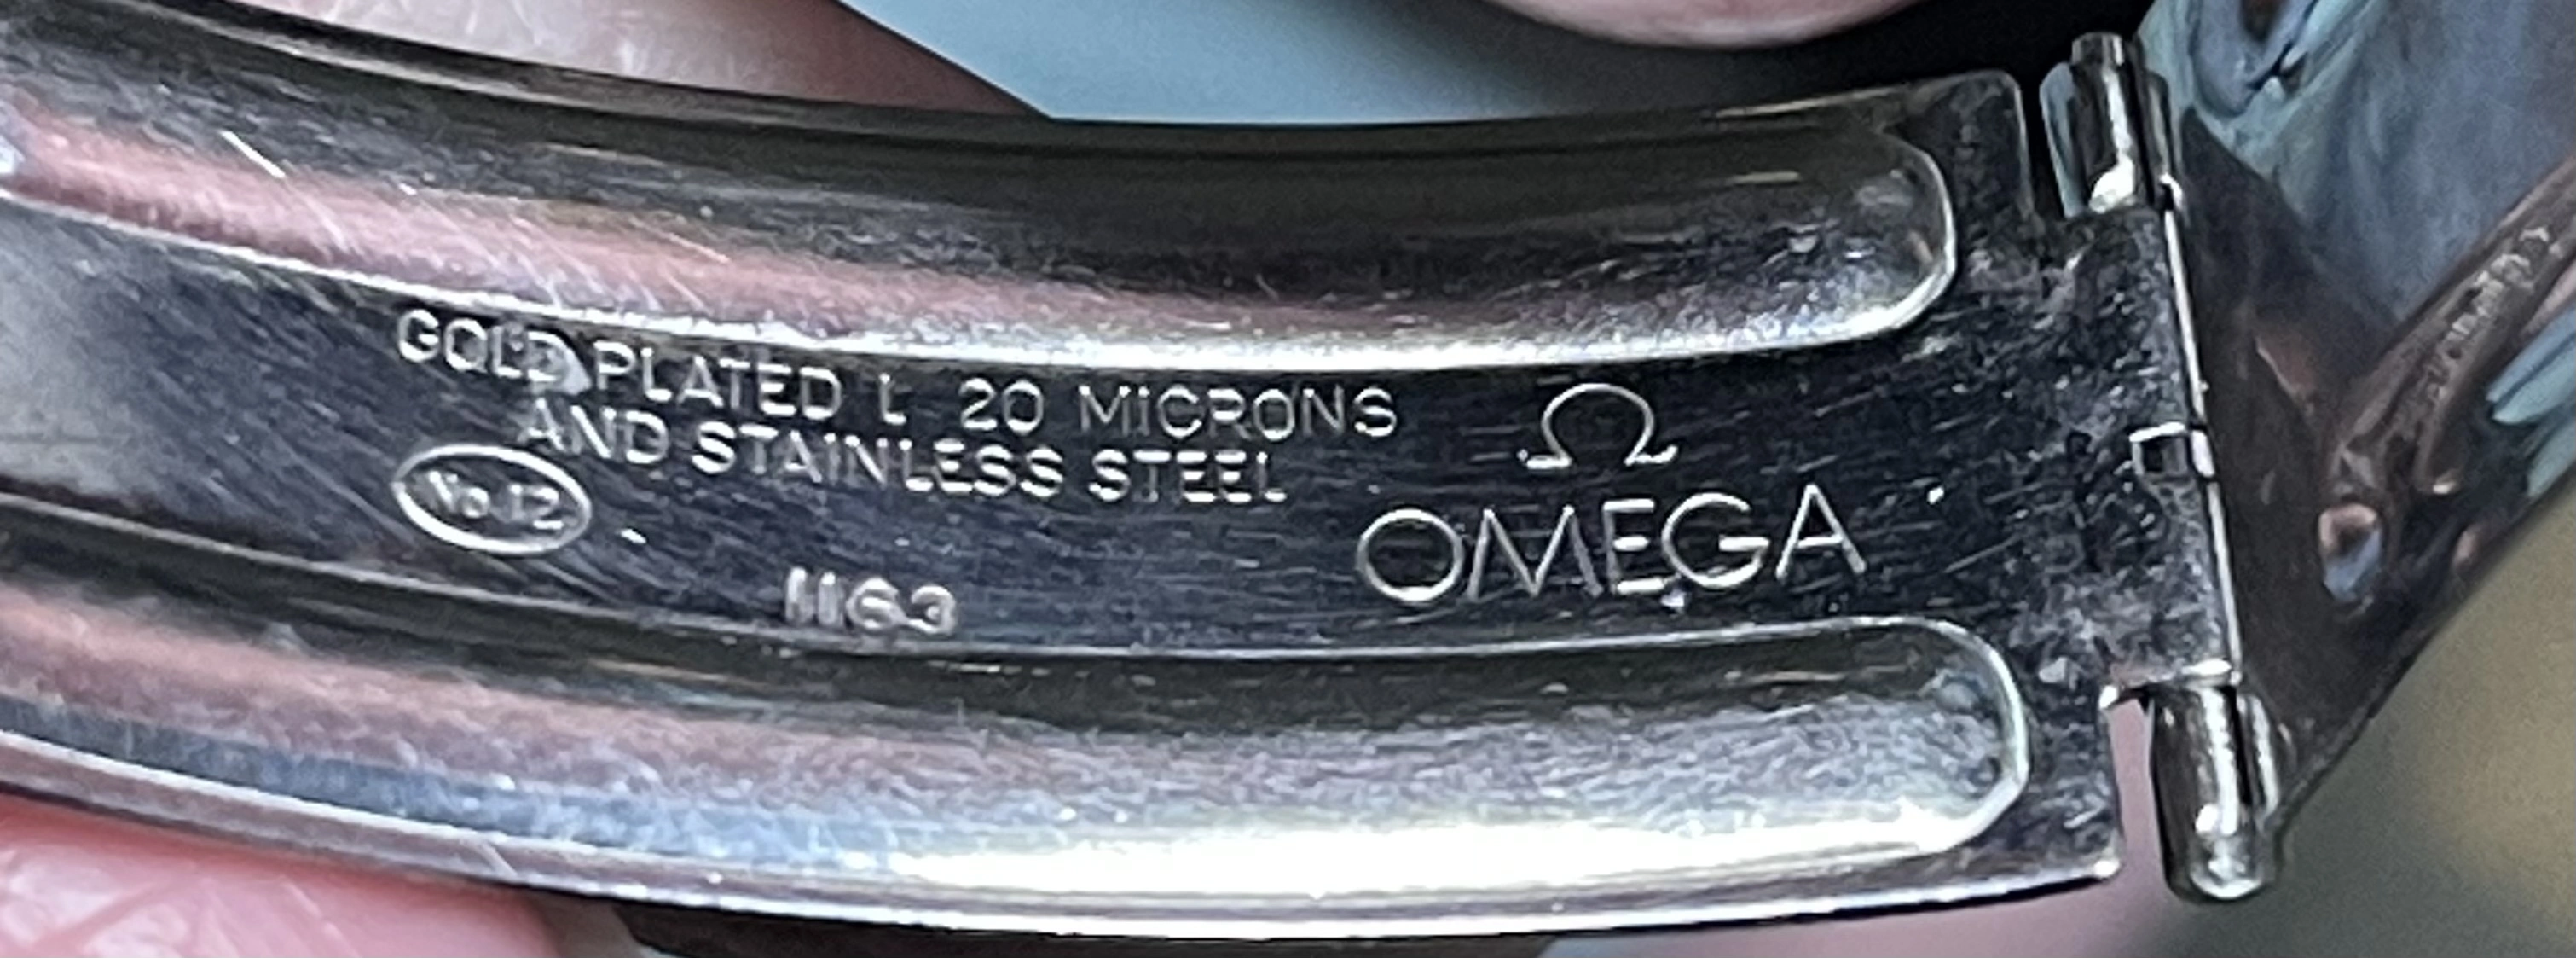 GOLD PLATED L 20 MICRONS
AND STAINLESS STEEL
No 12
1163
Ω
OMEGA